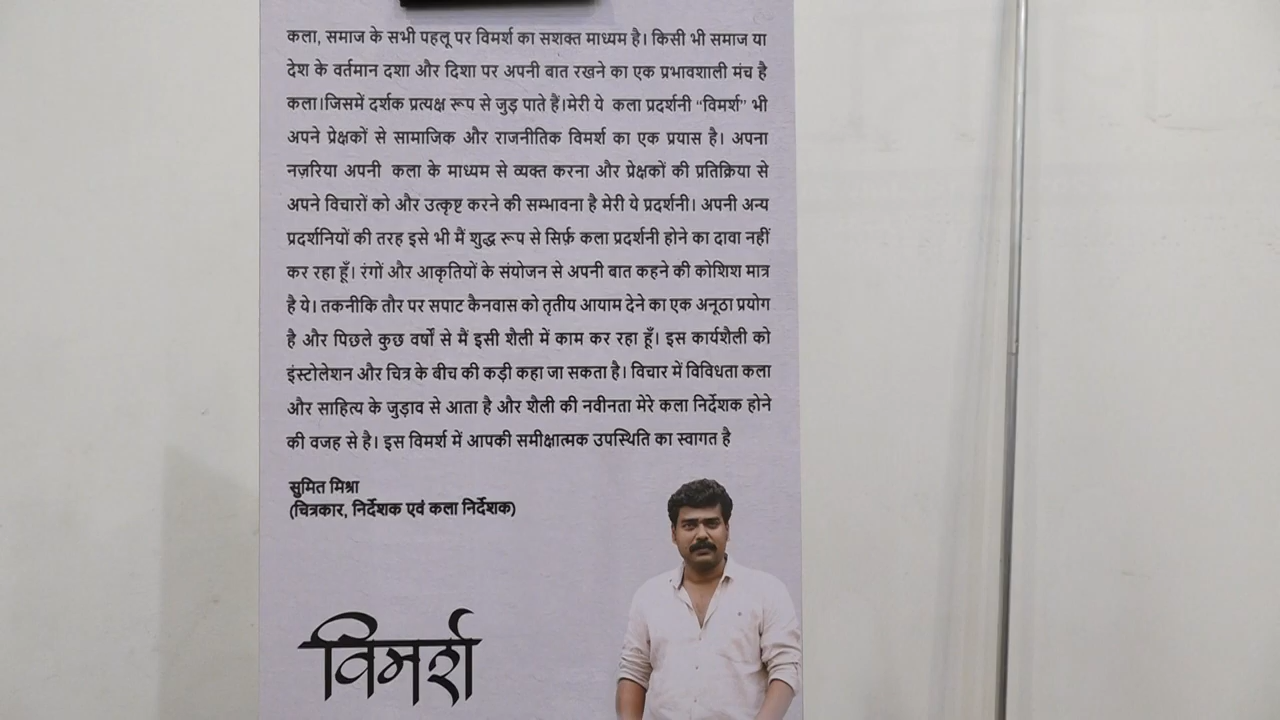 कला, समाज के सभी पहलू पर विमर्श का सशक्त माध्यम है। किसी भी समाज या
देश के वर्तमान दशा और दिशा पर अपनी बात रखने का एक प्रभावशाली मंच है
कला।जिसमें दर्शक प्रत्यक्ष रूप से जुड़ पाते हैं।मेरी ये कला प्रदर्शनी “विमर्श” भी
अपने प्रेक्षकों से सामाजिक और राजनीतिक विमर्श का एक प्रयास है। अपना
नज़रिया अपनी कला के माध्यम से व्यक्त करना और प्रेक्षकों की प्रतिक्रिया से
अपने विचारों को और उत्कृष्ट करने की सम्भावना है मेरी ये प्रदर्शनी। अपनी अन्य
प्रदर्शनियों की तरह इसे भी मैं शुद्ध रूप से सिर्फ़ कला प्रदर्शनी होने का दावा नहीं
कर रहा हूँ। रंगों और आकृतियों के संयोजन से अपनी बात कहने की कोशिश मात्र
है ये। तकनीकि तौर पर सपाट कैनवास को तृतीय आयाम देने का एक अनूठा प्रयोग
है और पिछले कुछ वर्षों से मैं इसी शैली में काम कर रहा हूँ। इस कार्यशैली को
इंस्टोलेशन और चित्र के बीच की कड़ी कहा जा सकता है। विचार में विविधता कला
और साहित्य के जुड़ाव से आता है और शैली की नवीनता मेरे कला निर्देशक होने
की वजह से है। इस विमर्श में आपकी समीक्षात्मक उपस्थिति का स्वागत है
सुमित मिश्रा
(चित्रकार, निर्देशक एवं कला निर्देशक)
विमर्श